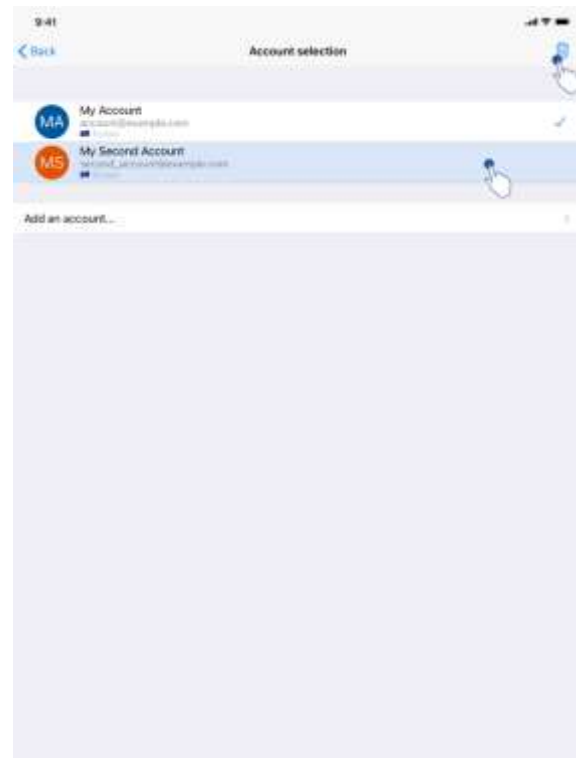 9:41
Back
Account selection
MA
My Account
account@example.com
MS
My Second Account
second_account@example.com
Add an account...